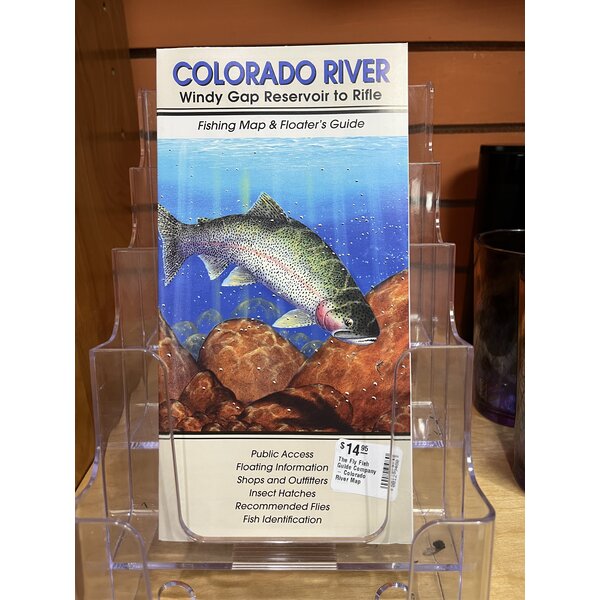 COLORADO RIVER
Windy Gap Reservoir to Rifle
Fishing Map & Floater's Guide
Public Access
Floating Information
Shops and Outfitters
Insect Hatches
Recommended Flies
Fish Identification
$14.95
The Fly Fish
Guide Company
Colorado
River Map